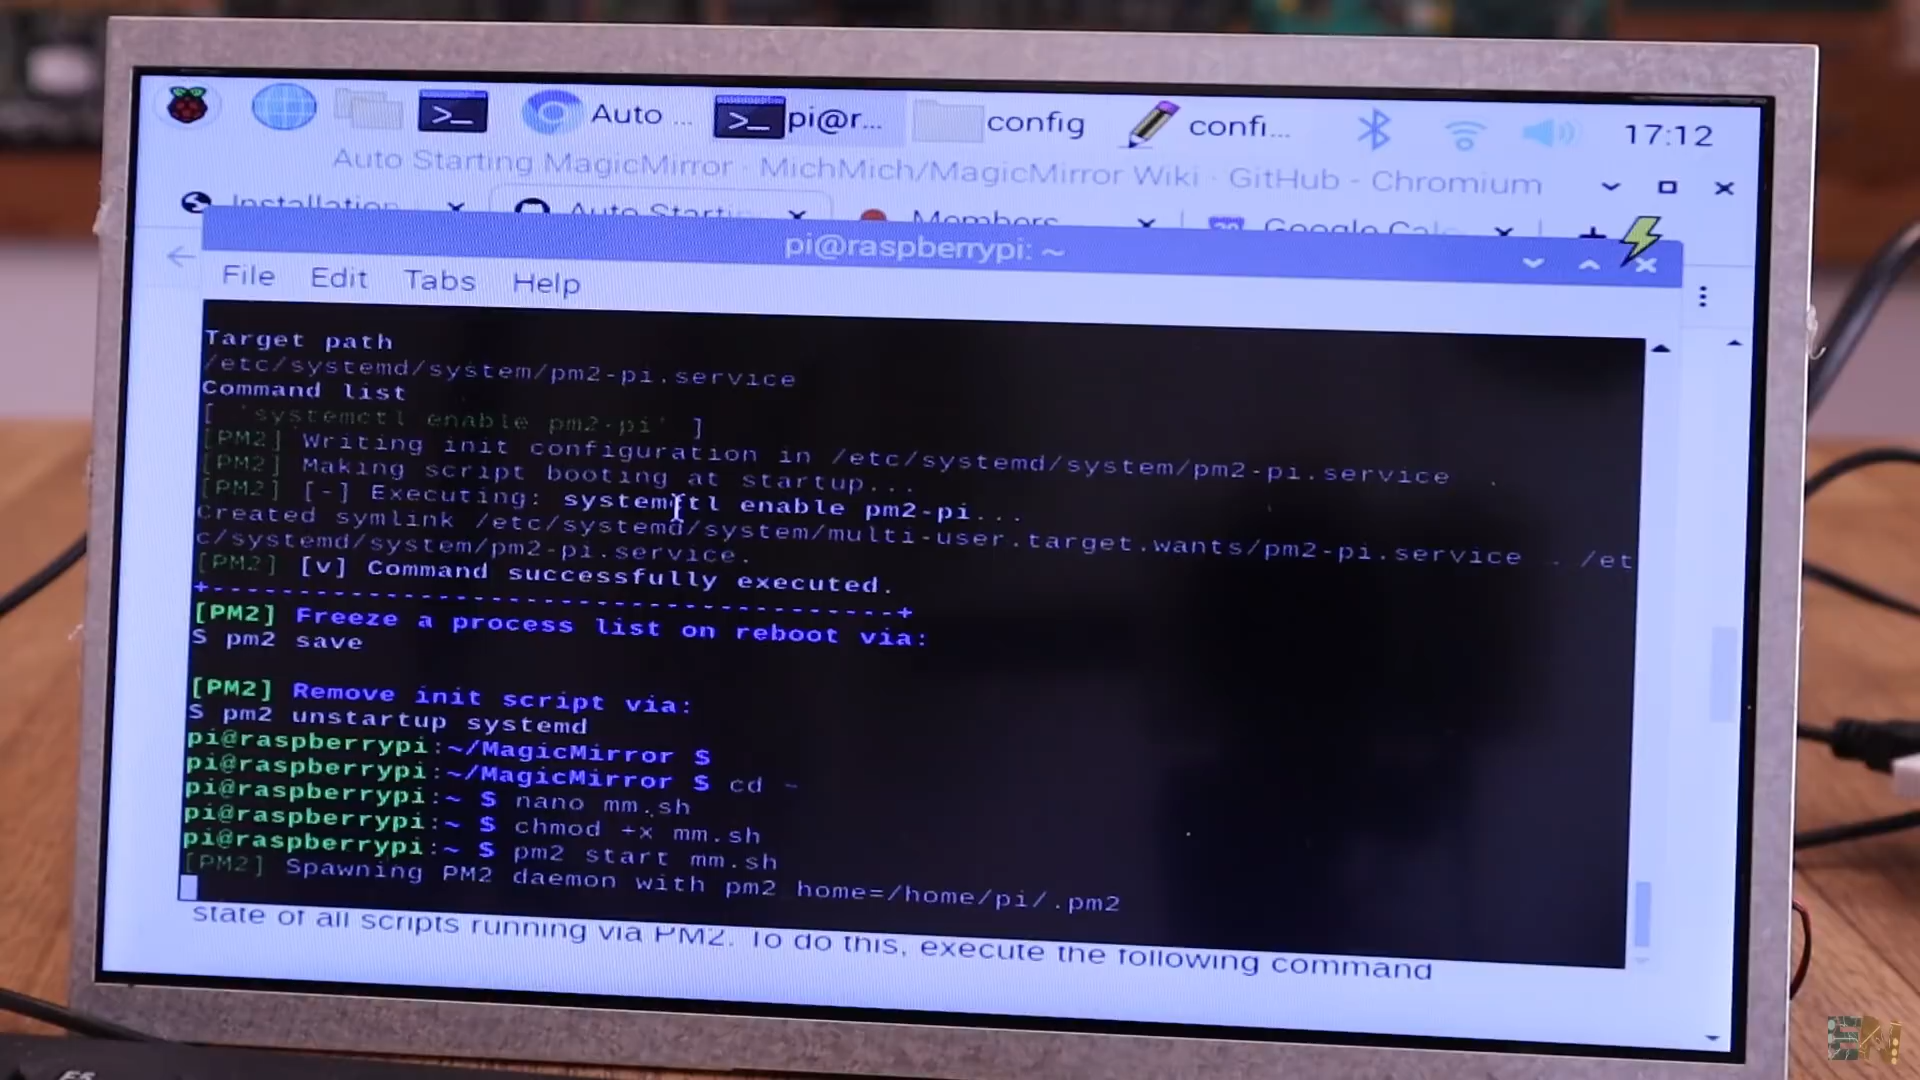 Auto ...
pi@r...
config
confi...
17:12
Auto Starting MagicMirror · MichMich/MagicMirror Wiki · GitHub - Chromium
Installation
Auto Starti
Members
Google Cal
pi@raspberrypi: ~
File Edit Tabs Help
Target path
/etc/systemd/system/pm2-pi.service
Command list
[ 'systemctl enable pm2-pi' ]
[PM2] Writing init configuration in /etc/systemd/system/pm2-pi.service
[PM2] Making script booting at startup...
[PM2] [-] Executing: systemctl enable pm2-pi...
Created symlink /etc/systemd/system/multi-user.target.wants/pm2-pi.service . /et
c/systemd/system/pm2-pi.service.
[PM2] [v] Command successfully executed.
+---------------------------------------+
[PM2] Freeze a process list on reboot via:
$ pm2 save
[PM2] Remove init script via:
$ pm2 unstartup systemd
pi@raspberrypi:~/MagicMirror $
pi@raspberrypi:~/MagicMirror $ cd ~
pi@raspberrypi:~ $ nano mm.sh
pi@raspberrypi:~ $ chmod +x mm.sh
pi@raspberrypi:~ $ pm2 start mm.sh
[PM2] Spawning PM2 daemon with pm2_home=/home/pi/.pm2
state of all scripts running via PM2. To do this, execute the following command
EN